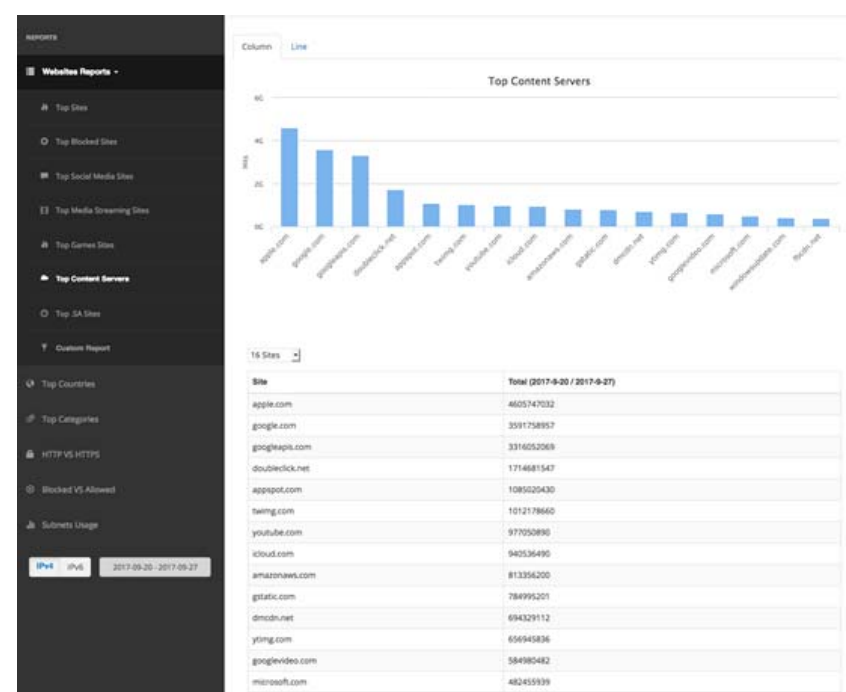 REPORTS
Websites Reports
Top Sites
Top Blocked Sites
Top Social Media Sites
Top Media Streaming Sites
Top Games Sites
Top Content Servers
Top .SA Sites
Custom Report
Top Countries
Top Categories
HTTP VS HTTPS
Blocked VS Allowed
Subnets Usage
IPv4 IPv6 2017-09-20 - 2017-09-27
Column Line
Top Content Servers
6G
4G
2G
0G
Hits
apple.com
google.com
googleapis.com
doubleclick.net
appspot.com
twimg.com
youtube.com
icloud.com
amazonaws.com
gstatic.com
dmcdn.net
ytimg.com
googlevideo.com
microsoft.com
windowsupdate.com
fbcdn.net
16 Sites
Site Total (2017-9-20 / 2017-9-27)
apple.com 4605747032
google.com 3591758957
googleapis.com 3316052069
doubleclick.net 1714681547
appspot.com 1085020430
twimg.com 1012178660
youtube.com 977050890
icloud.com 940536490
amazonaws.com 813356200
gstatic.com 784995201
dmcdn.net 694329112
ytimg.com 656945836
googlevideo.com 584980482
microsoft.com 482455939